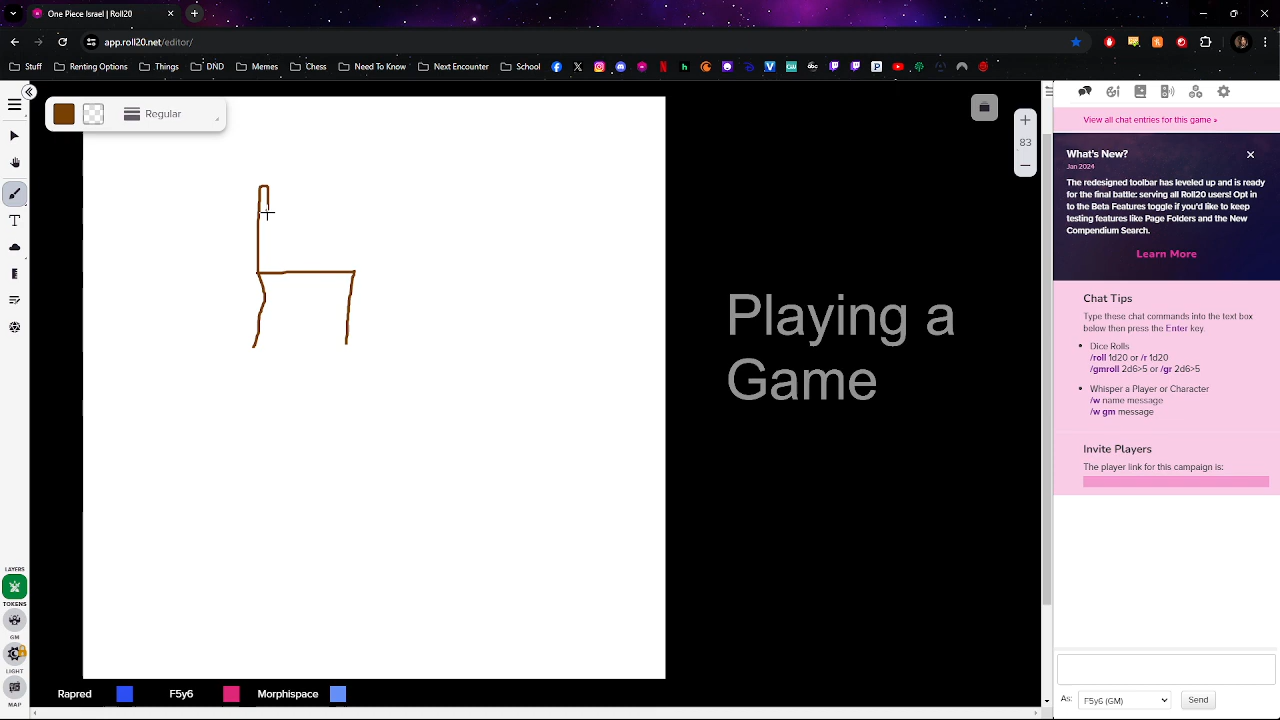 One Piece Israel | Roll20
app.roll20.net/editor/
Stuff Renting Options Things DND Memes Chess Need To Know Next Encounter School
Regular
83
View all chat entries for this game »
What's New?
Jan 2024
The redesigned toolbar has leveled up and is ready
for the final battle: serving all Roll20 users! Opt in
to the Beta Features toggle if you'd like to keep
testing features like Page Folders and the New
Compendium Search.
Learn More
Chat Tips
Type these chat commands into the text box
below then press the Enter key.
Dice Rolls
/roll 1d20 or /r 1d20
/gmroll 2d6>5 or /gr 2d6>5
Whisper a Player or Character
/w name message
/w gm message
Invite Players
The player link for this campaign is:
Playing a
Game
LAYERS
TOKENS
GM
LIGHT
MAP
Rapred F5y6 Morphispace
As: F5y6 (GM) Send